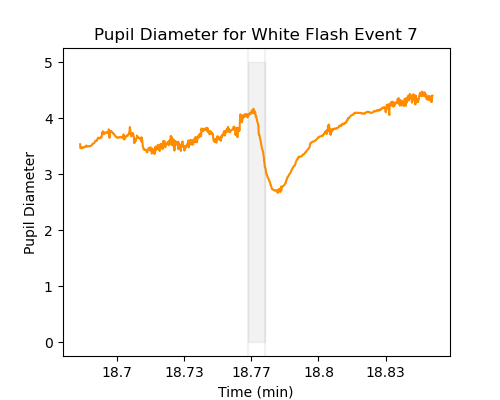 Pupil Diameter for White Flash Event 7
Pupil Diameter
5
4
3
2
1
0
18.7 18.73 18.77 18.8 18.83
Time (min)